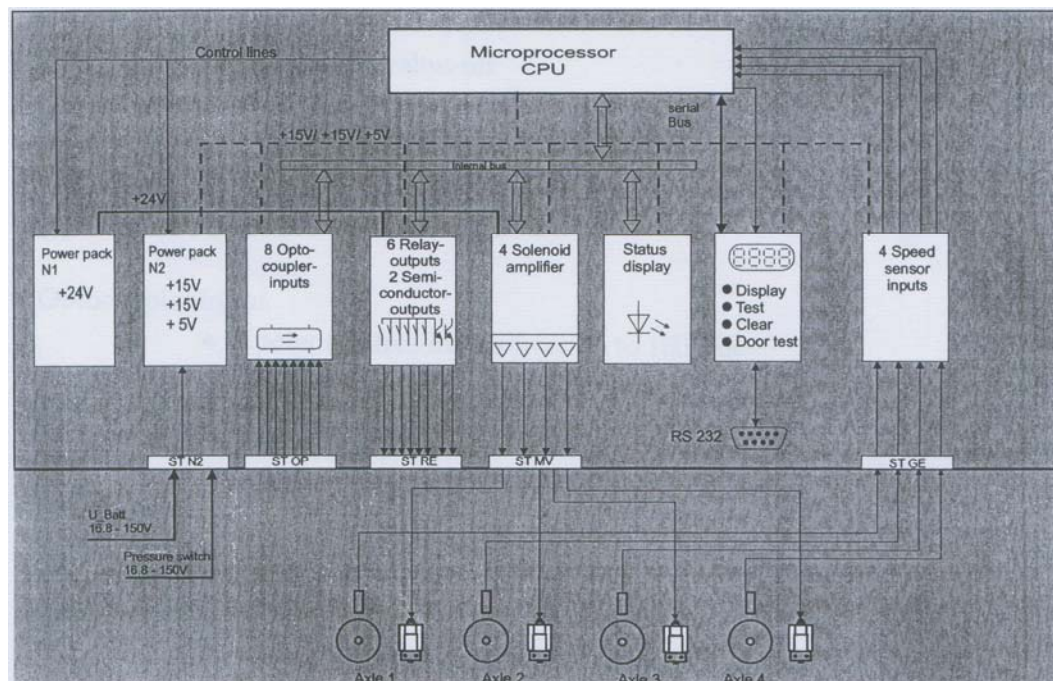 Microprocessor
CPU
Control lines
serial
Bus
+15V/ +15V/ +5V
Internal bus
+24V
Power pack
N1
+24V
Power pack
N2
+15V
+15V
+ 5V
8 Opto-
coupler-
inputs
6 Relay-
outputs
2 Semi-
conductor-
outputs
4 Solenoid
amplifier
Status
display
8888
Display
Test
Clear
Door test
4 Speed
sensor
inputs
RS 232
ST N2
ST OP
ST RE
ST MV
ST GE
U_Batt
16.8 - 150V
Pressure switch
16.8 - 150V
Axle 1
Axle 2
Axle 3
Axle 4